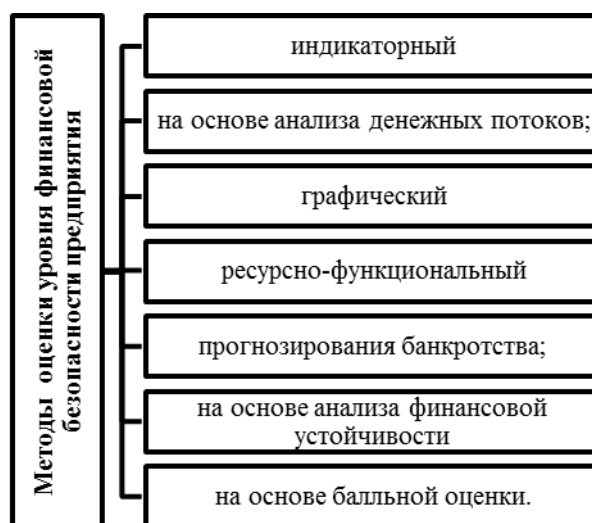 Методы оценки уровня финансовой
безопасности предприятия
индикаторный
на основе анализа денежных потоков;
графический
ресурсно-функциональный
прогнозирования банкротства;
на основе анализа финансовой
устойчивости
на основе балльной оценки.